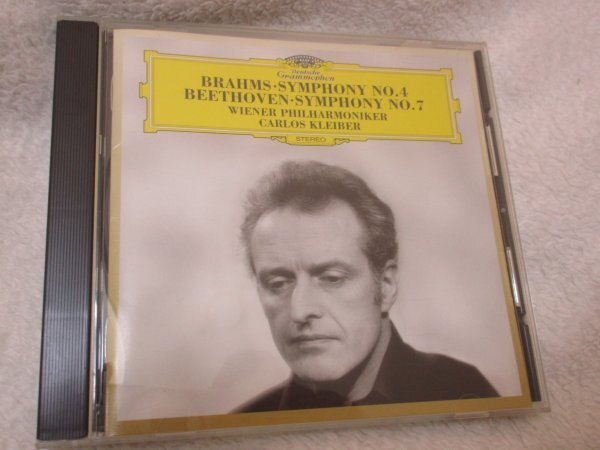 Deutsche
Grammophon
BRAHMS·SYMPHONY NO.4
BEETHOVEN·SYMPHONY NO.7
WIENER PHILHARMONIKER
CARLOS KLEIBER
STEREO